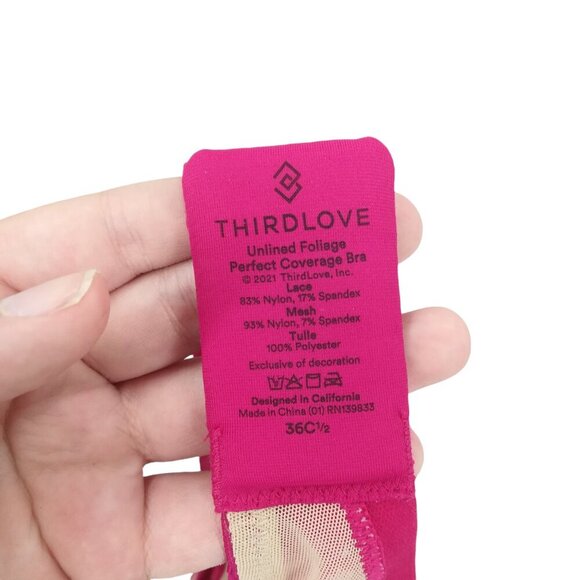 THIRDLOVE
Unlined Foliage
Perfect Coverage Bra
© 2021 ThirdLove, Inc.
Lace
83% Nylon, 17% Spandex
Mesh
93% Nylon, 7% Spandex
Tulle
100% Polyester
Exclusive of decoration
Designed in California
Made in China (01) RN139833
36C½